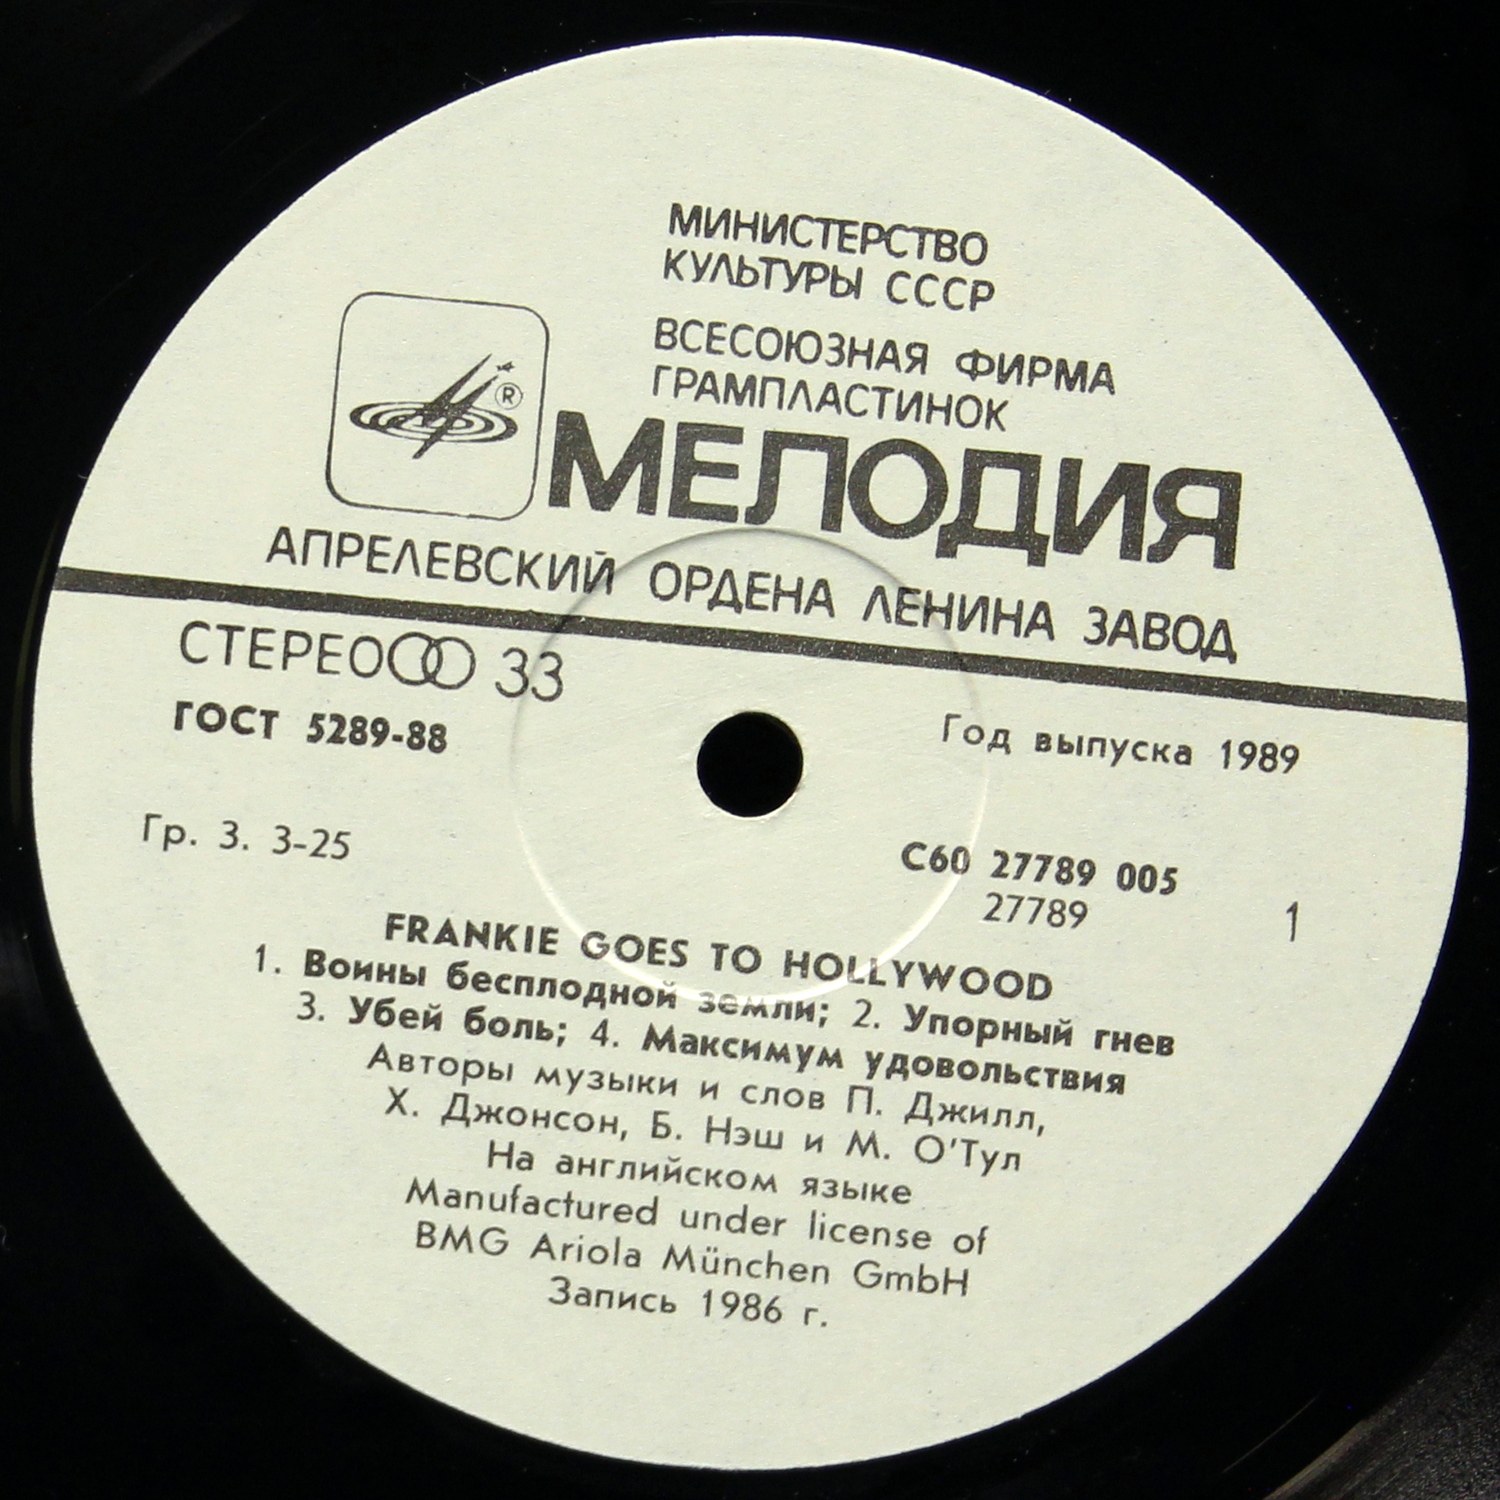 МИНИСТЕРСТВО
КУЛЬТУРЫ СССР
ВСЕСОЮЗНАЯ ФИРМА
ГРАМПЛАСТИНОК
®
МЕЛОДИЯ
АПРЕЛЕВСКИЙ ОРДЕНА ЛЕНИНА ЗАВОД
СТЕРЕО 33
ГОСТ 5289-88
Год выпуска 1989
Гр. 3. 3-25
С60 27789 005
27789
1
FRANKIE GOES TO HOLLYWOOD
1. Воины бесплодной земли; 2. Упорный гнев
3. Убей боль; 4. Максимум удовольствия
Авторы музыки и слов П. Джилл,
Х. Джонсон, Б. Нэш и М. О'Тул
На английском языке
Manufactured under license of
BMG Ariola München GmbH
Запись 1986 г.